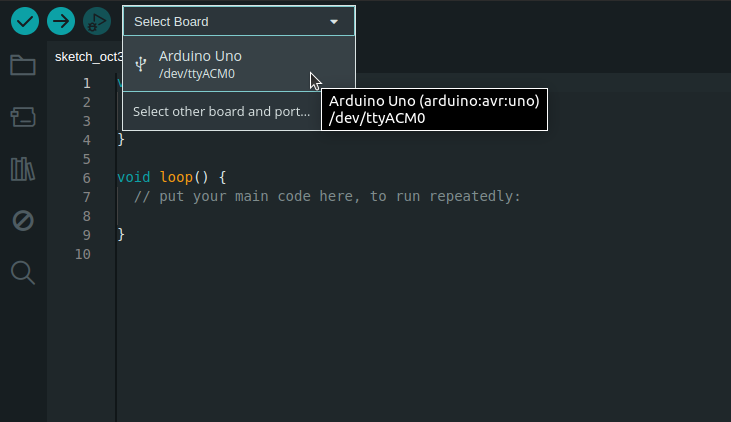 Select Board
Arduino Uno
/dev/ttyACM0
Select other board and port...
Arduino Uno (arduino:avr:uno)
/dev/ttyACM0
sketch_oct3
1
2
3
4 }
5
6 void loop() {
7 // put your main code here, to run repeatedly:
8
9 }
10